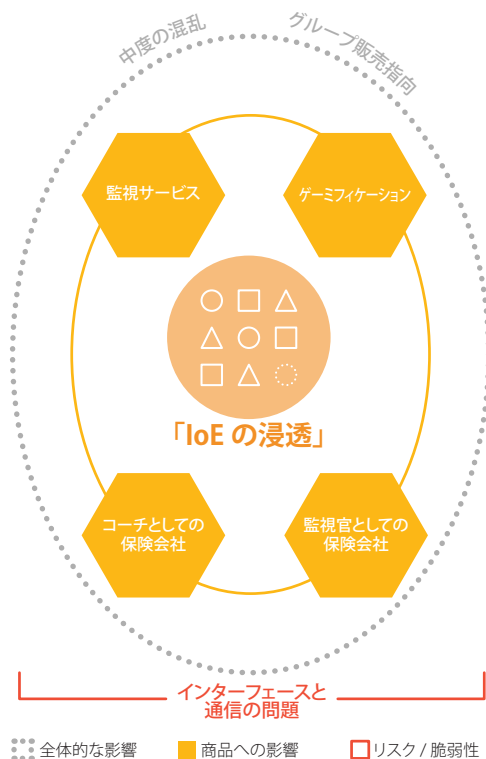 中度の混乱
グループ販売指向
監視サービス
ゲーミフィケーション
「IoE の浸透」
コーチとしての
保険会社
監視官としての
保険会社
インターフェースと
通信の問題
全体的な影響
商品への影響
リスク / 脆弱性